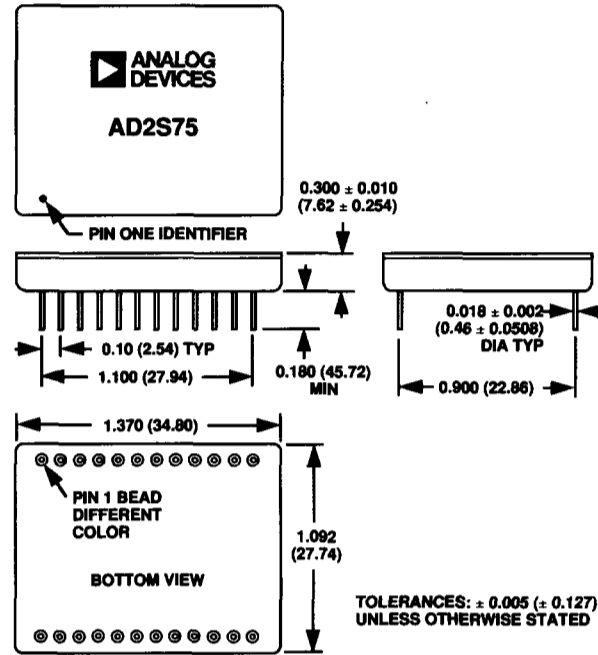 ANALOG
DEVICES
AD2S75
PIN ONE IDENTIFIER
0.300 ± 0.010
(7.62 ± 0.254)
0.10 (2.54) TYP
1.100 (27.94)
0.180 (45.72)
MIN
0.018 ± 0.002
(0.46 ± 0.0508)
DIA TYP
0.900 (22.86)
1.370 (34.80)
PIN 1 BEAD
DIFFERENT
COLOR
BOTTOM VIEW
1.092
(27.74)
TOLERANCES: ± 0.005 (± 0.127)
UNLESS OTHERWISE STATED